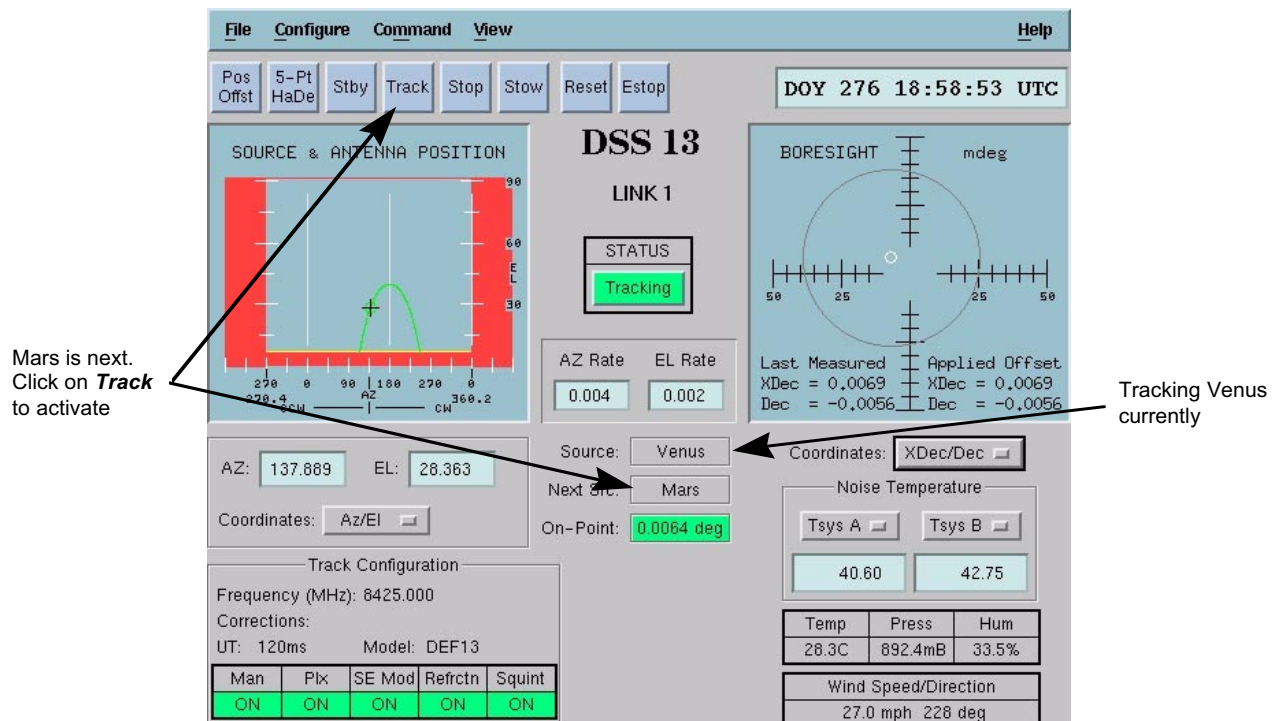 File Configure Command View Help
Pos Offst
5-Pt HaDe
Stby
Track
Stop
Stow
Reset
Estop
DOY 276 18:58:53 UTC
SOURCE & ANTENNA POSITION
90
60
EL
30
270 0 90 180 270 0
270.4 AZ 360.2
CCW CW
DSS 13
LINK 1
STATUS
Tracking
AZ Rate EL Rate
0.004 0.002
BORESIGHT mdeg
50 25 25 50
Last Measured Applied Offset
XDec = 0.0069 XDec = 0.0069
Dec = -0.0056 Dec = -0.0056
Mars is next.
Click on Track
to activate
Tracking Venus
currently
AZ: 137.889 EL: 28.363
Coordinates: Az/El
Source: Venus
Next Src: Mars
On-Point: 0.0064 deg
Coordinates: XDec/Dec
Noise Temperature
Tsys A Tsys B
40.60 42.75
Track Configuration
Frequency (MHz): 8425.000
Corrections:
UT: 120ms Model: DEF13
Man Plx SE Mod Refrctn Squint
ON ON ON ON ON
Temp Press Hum
28.3C 892.4mB 33.5%
Wind Speed/Direction
27.0 mph 228 deg